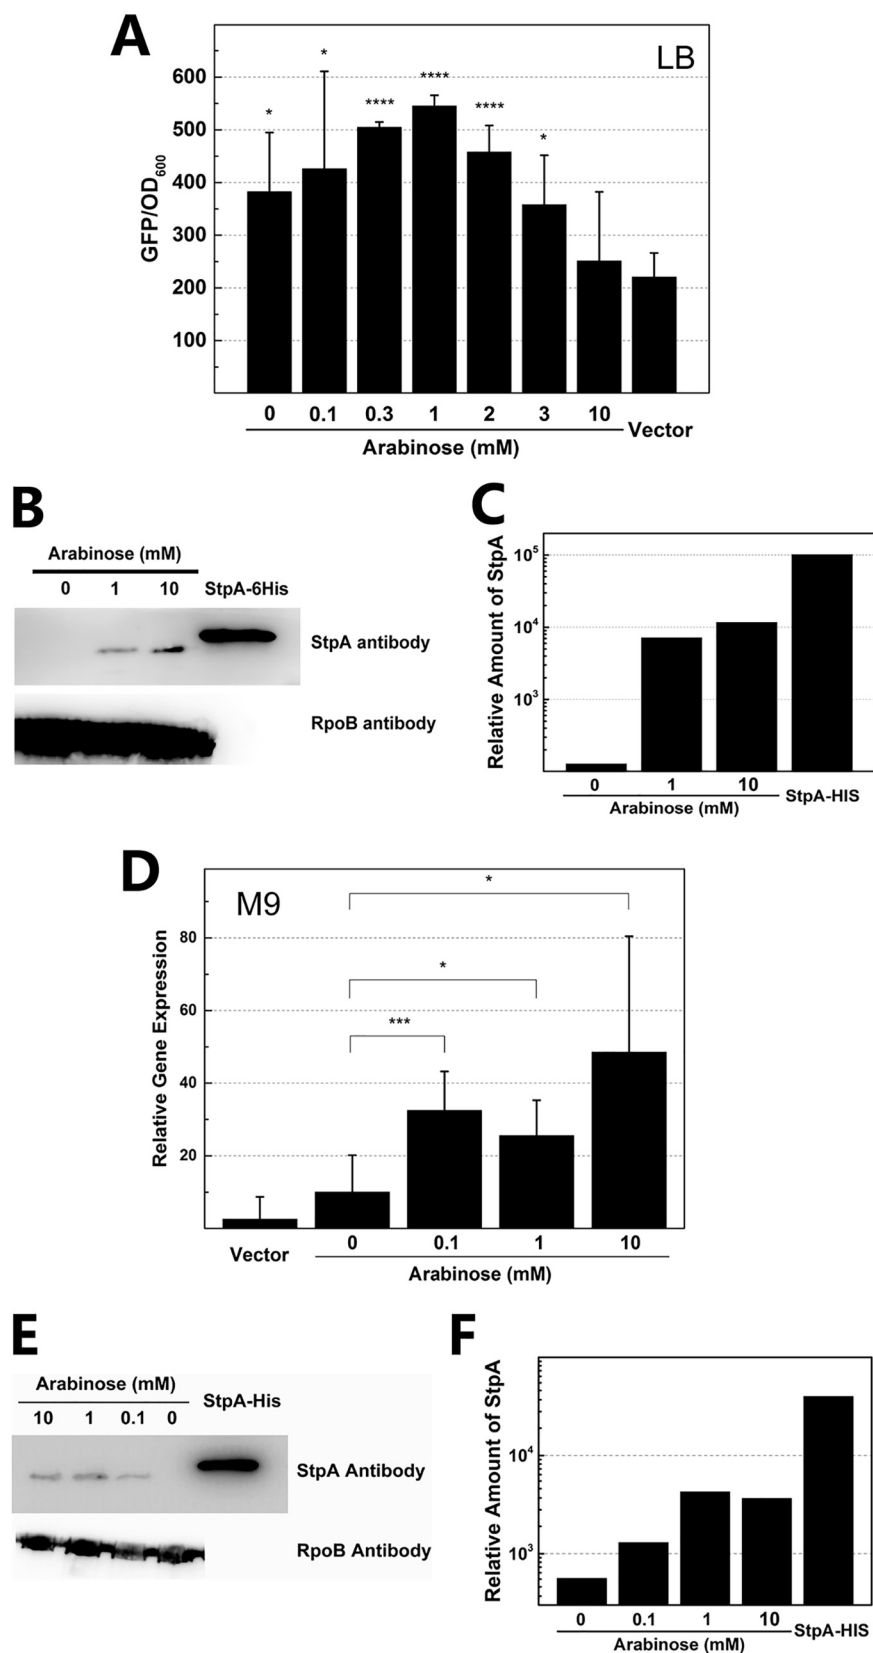 A
LB
GFP/OD600
600
500
400
300
200
100
*
*
****
****
****
*
0 0.1 0.3 1 2 3 10 Vector
Arabinose (mM)
B
Arabinose (mM)
0 1 10 StpA-6His
StpA antibody
RpoB antibody
C
Relative Amount of StpA
10^5
10^4
10^3
0 1 10 StpA-HIS
Arabinose (mM)
D
M9
Relative Gene Expression
80
60
40
20
*
*
***
Vector 0 0.1 1 10
Arabinose (mM)
E
Arabinose (mM)
10 1 0.1 0 StpA-His
StpA Antibody
RpoB Antibody
F
Relative Amount of StpA
10^4
10^3
0 0.1 1 10 StpA-HIS
Arabinose (mM)